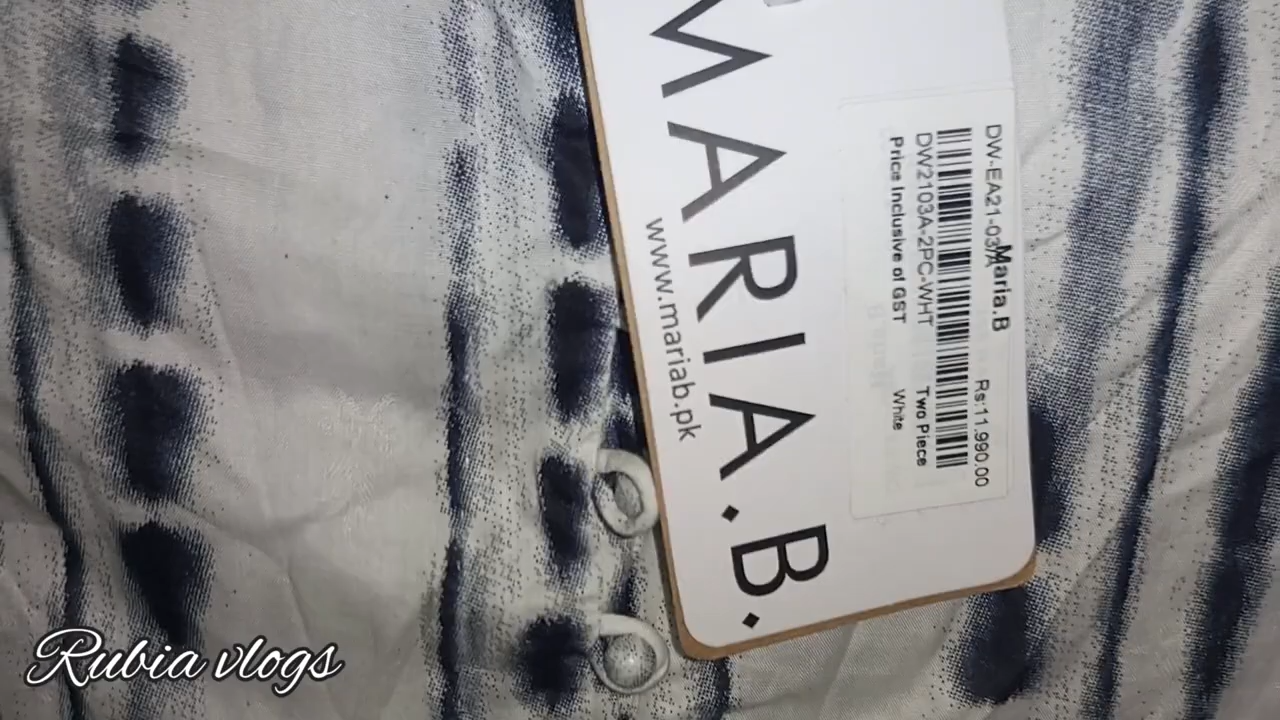 MARIA.B.
www.mariab.pk
Maria.B
DW-EA21-03A Rs:11,990.00
DW2103A-2PC-WHT Two Piece
Price Inclusive of GST White
Rubia vlogs